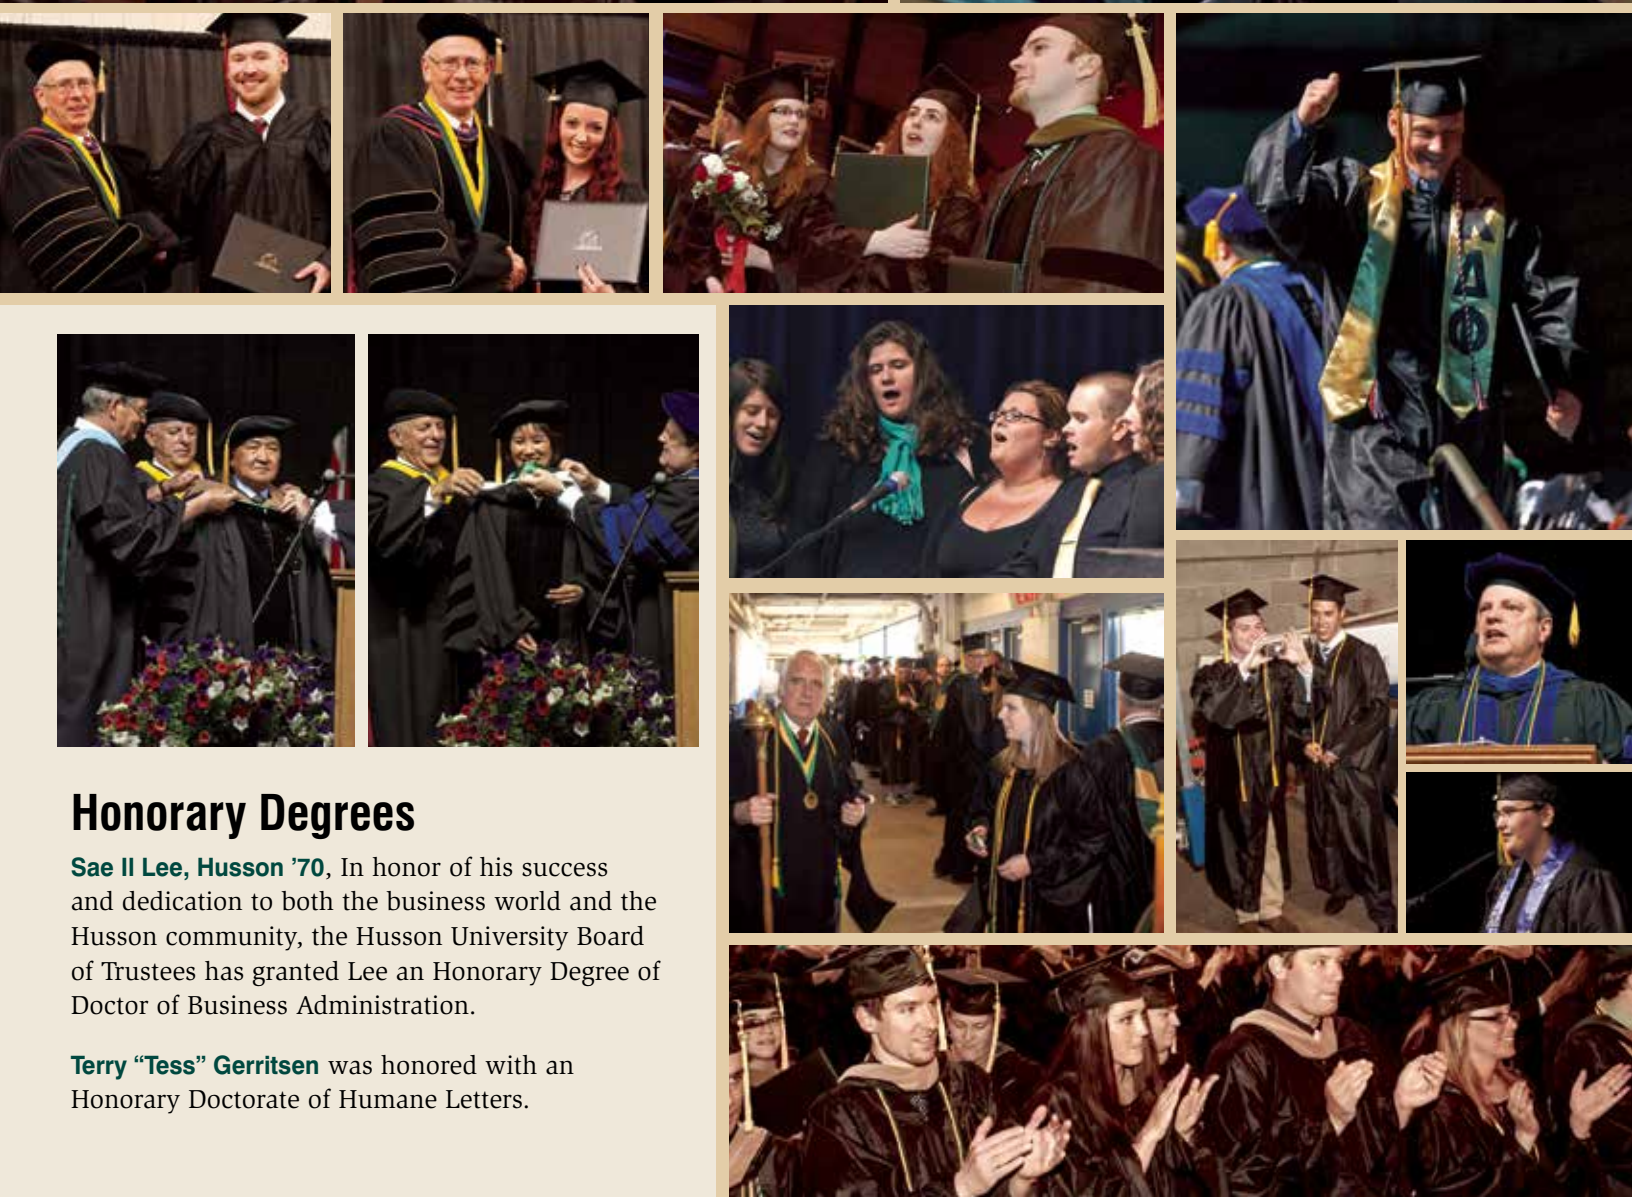 ΚΔΦ
EXIT
Honorary Degrees
Sae Il Lee, Husson ’70, In honor of his success
and dedication to both the business world and the
Husson community, the Husson University Board
of Trustees has granted Lee an Honorary Degree of
Doctor of Business Administration.
Terry “Tess” Gerritsen was honored with an
Honorary Doctorate of Humane Letters.